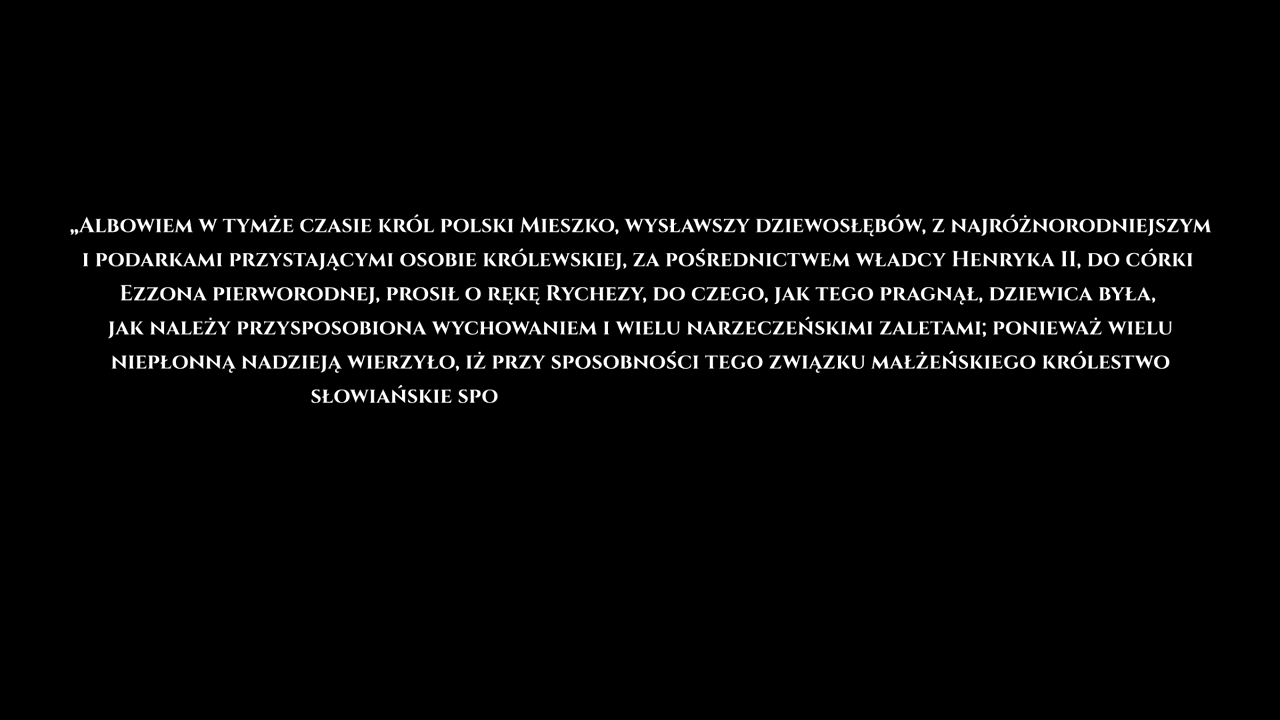 „Albowiem w tymże czasie król polski Mieszko, wysławszy dziewosłębów, z najróżnorodniejszym
i podarkami przystającymi osobie królewskiej, za pośrednictwem władcy Henryka II, do córki
Ezzona pierworodnej, prosił o rękę Rychezy, do czego, jak tego pragnął, dziewica była,
jak należy przysposobiona wychowaniem i wielu narzeczeńskimi zaletami; ponieważ wielu
niepłonną nadzieją wierzyło, iż przy sposobności tego związku małżeńskiego królestwo
słowiańskie spo